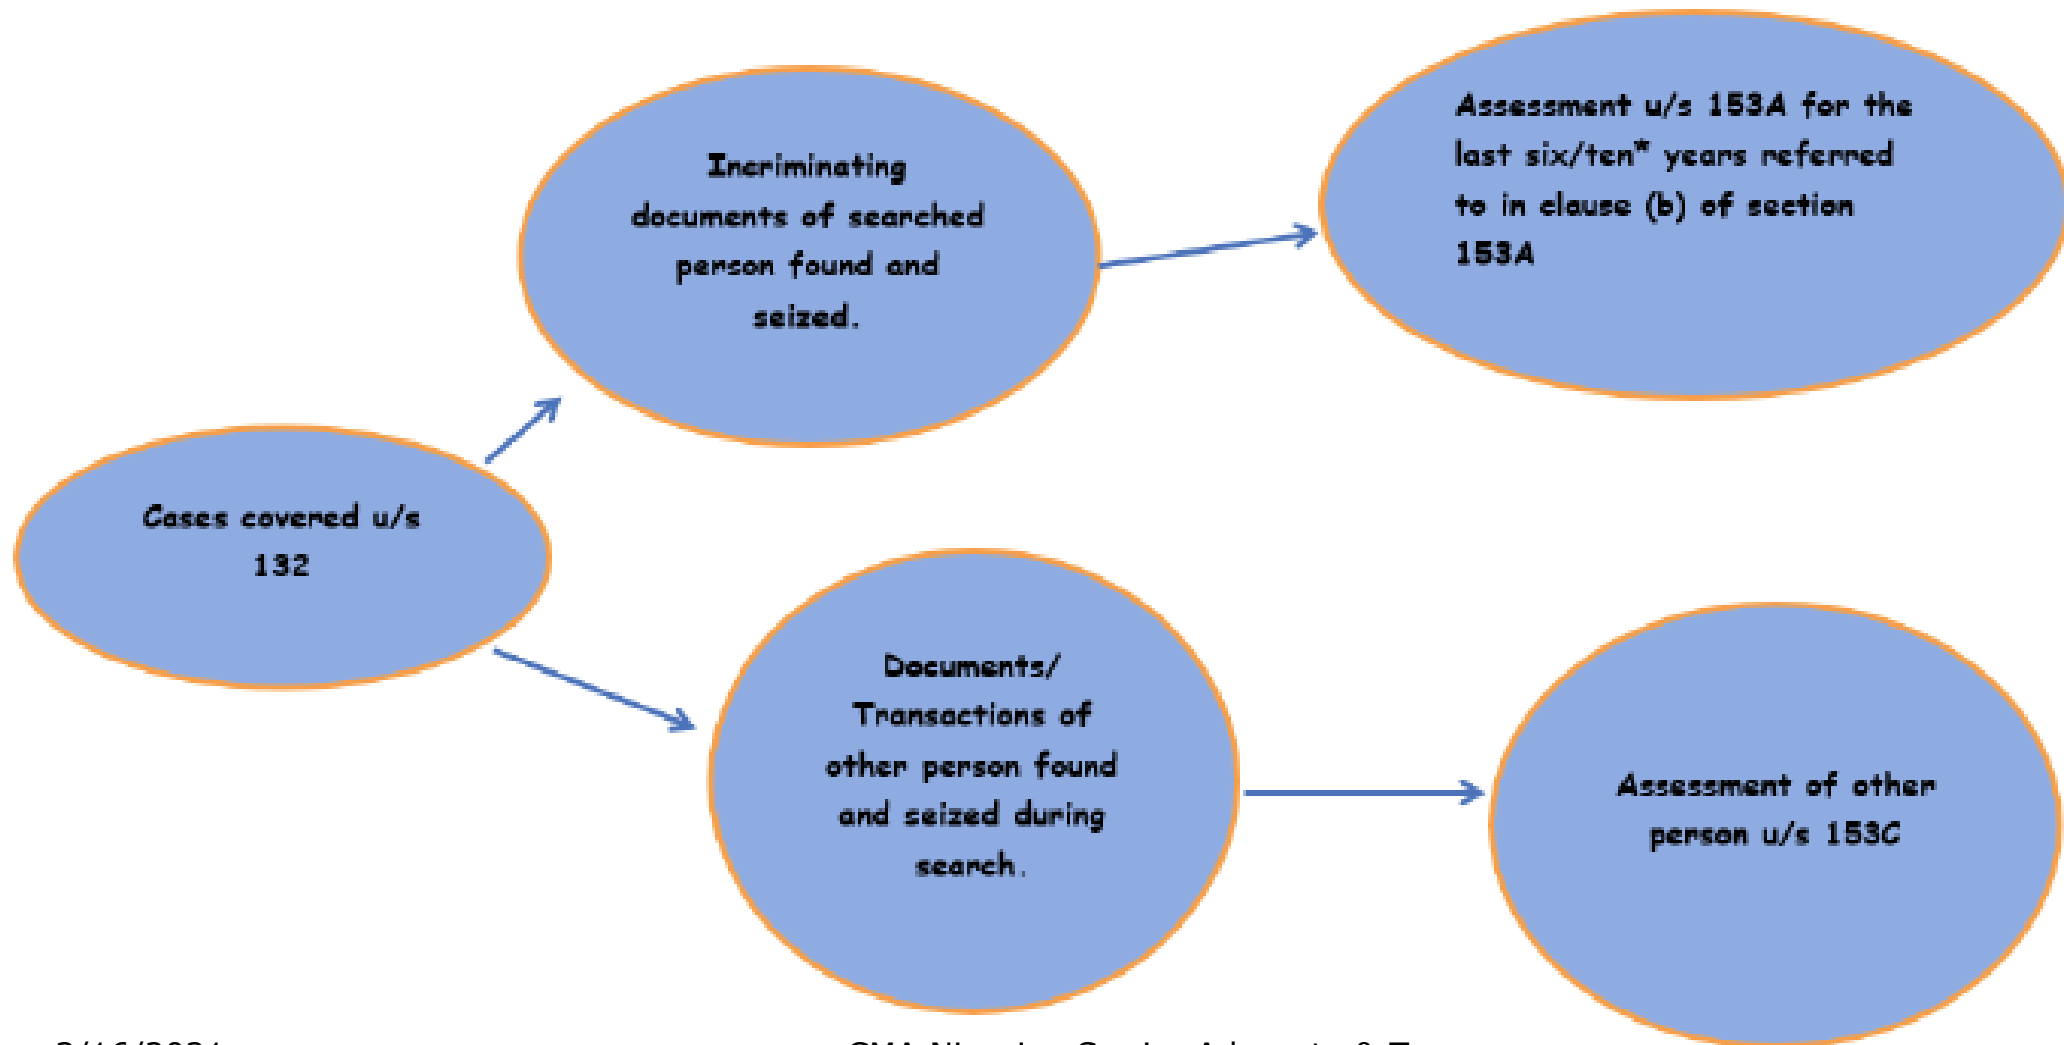 Assessment u/s 153A for the
last six/ten* years referred
to in clause (b) of section
153A
Incriminating
documents of searched
person found and
seized.
Cases covered u/s
132
Documents/
Transactions of
other person found
and seized during
search.
Assessment of other
person u/s 153C